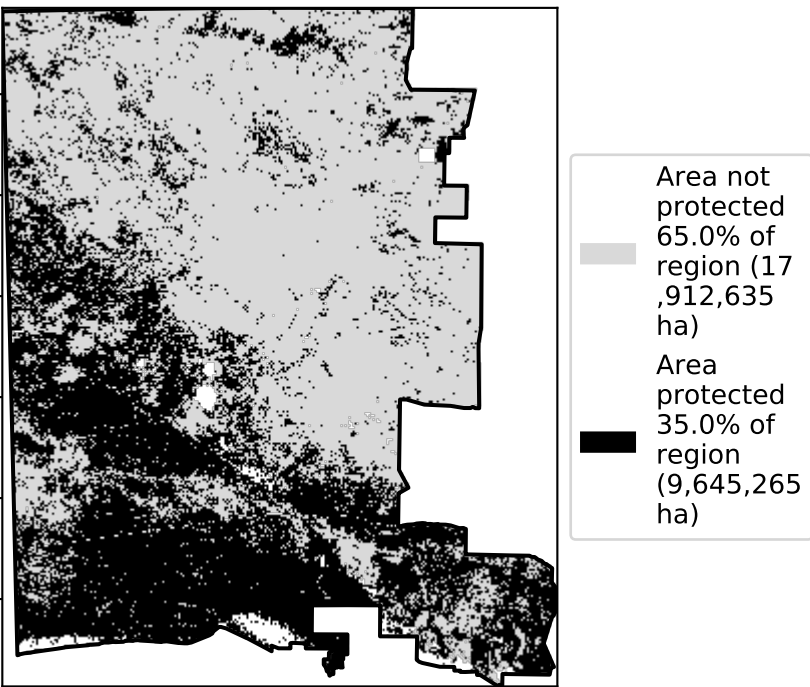 Area not
protected
65.0% of
region (17
,912,635
ha)
Area
protected
35.0% of
region
(9,645,265
ha)